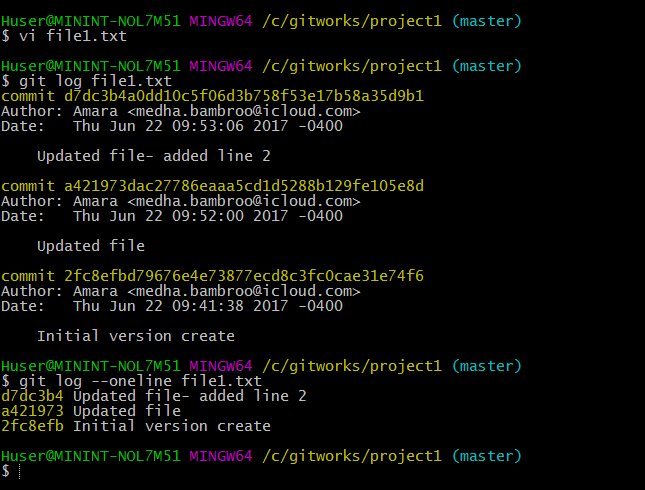 Huser@MININT-NOL7M51 MINGW64 /c/gitworks/project1 (master)
$ vi file1.txt
Huser@MININT-NOL7M51 MINGW64 /c/gitworks/project1 (master)
$ git log file1.txt
commit d7dc3b4a0dd10c5f06d3b758f53e17b58a35d9b1
Author: Amara <medha.bambroo@icloud.com>
Date:   Thu Jun 22 09:53:06 2017 -0400
    Updated file- added line 2
commit a421973dac27786eaaa5cd1d5288b129fe105e8d
Author: Amara <medha.bambroo@icloud.com>
Date:   Thu Jun 22 09:52:00 2017 -0400
    Updated file
commit 2fc8efbd79676e4e73877ecd8c3fc0cae31e74f6
Author: Amara <medha.bambroo@icloud.com>
Date:   Thu Jun 22 09:41:38 2017 -0400
    Initial version create
Huser@MININT-NOL7M51 MINGW64 /c/gitworks/project1 (master)
$ git log --oneline file1.txt
d7dc3b4 Updated file- added line 2
a421973 Updated file
2fc8efb Initial version create
Huser@MININT-NOL7M51 MINGW64 /c/gitworks/project1 (master)
$